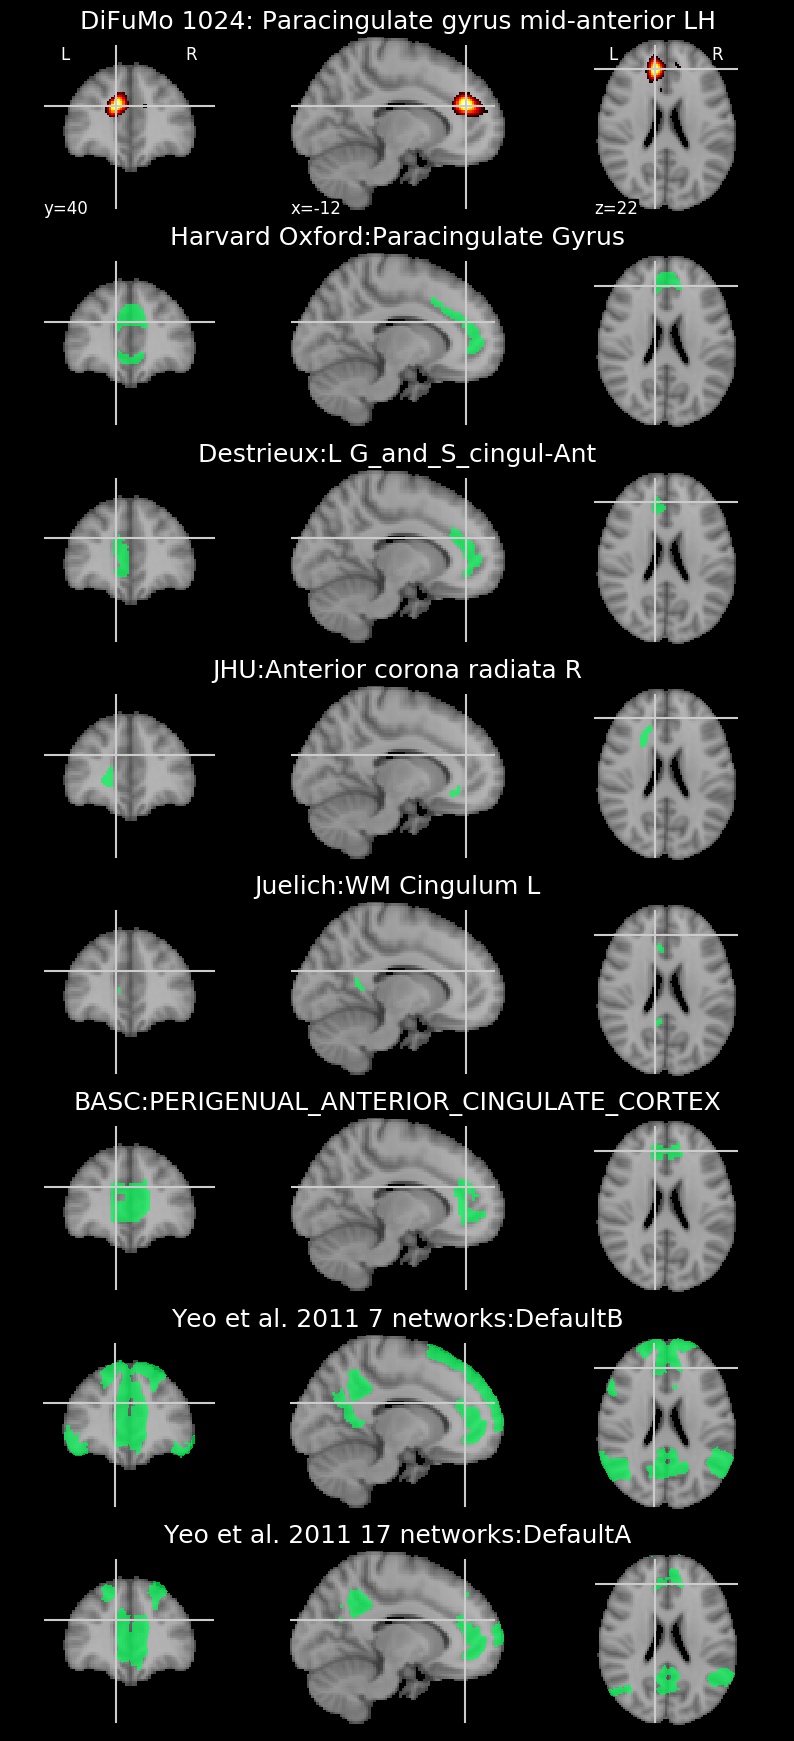 DiFuMo 1024: Paracingulate gyrus mid-anterior LH
L R L R
y=40 x=-12 z=22
Harvard Oxford:Paracingulate Gyrus
Destrieux:L G_and_S_cingul-Ant
JHU:Anterior corona radiata R
Juelich:WM Cingulum L
BASC:PERIGENUAL_ANTERIOR_CINGULATE_CORTEX
Yeo et al. 2011 7 networks:DefaultB
Yeo et al. 2011 17 networks:DefaultA